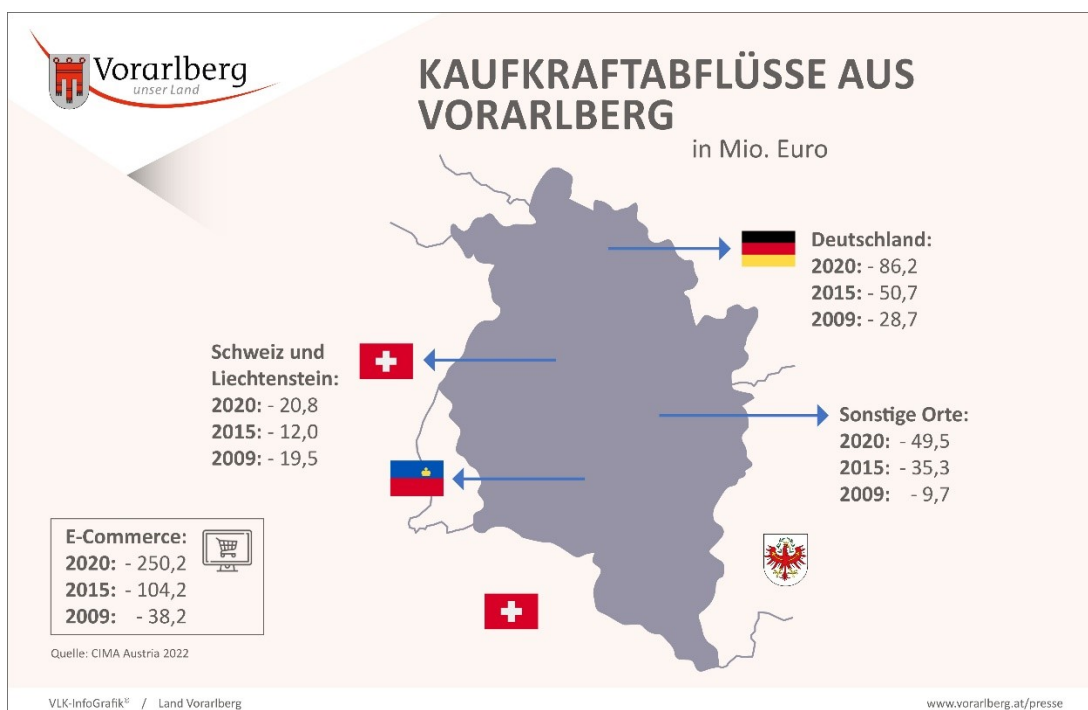 Vorarlberg
unser Land
KAUFKRAFTABFLÜSSE AUS
VORARLBERG
in Mio. Euro
Deutschland:
2020: - 86,2
2015: - 50,7
2009: - 28,7
Schweiz und
Liechtenstein:
2020: - 20,8
2015: - 12,0
2009: - 19,5
Sonstige Orte:
2020: - 49,5
2015: - 35,3
2009: - 9,7
E-Commerce:
2020: - 250,2
2015: - 104,2
2009: - 38,2
Quelle: CIMA Austria 2022
VLK-InfoGrafik® / Land Vorarlberg
www.vorarlberg.at/presse